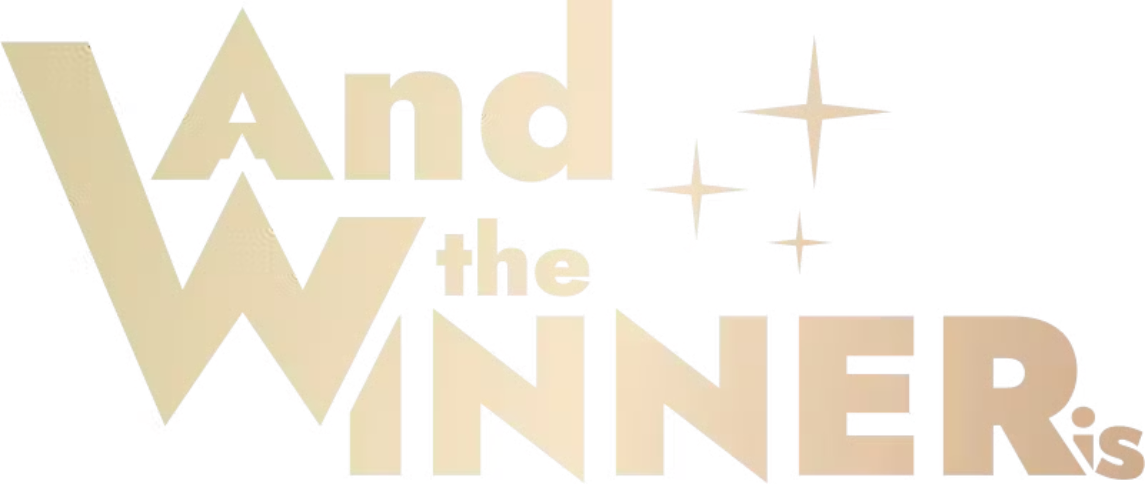 And
the
WINNER is